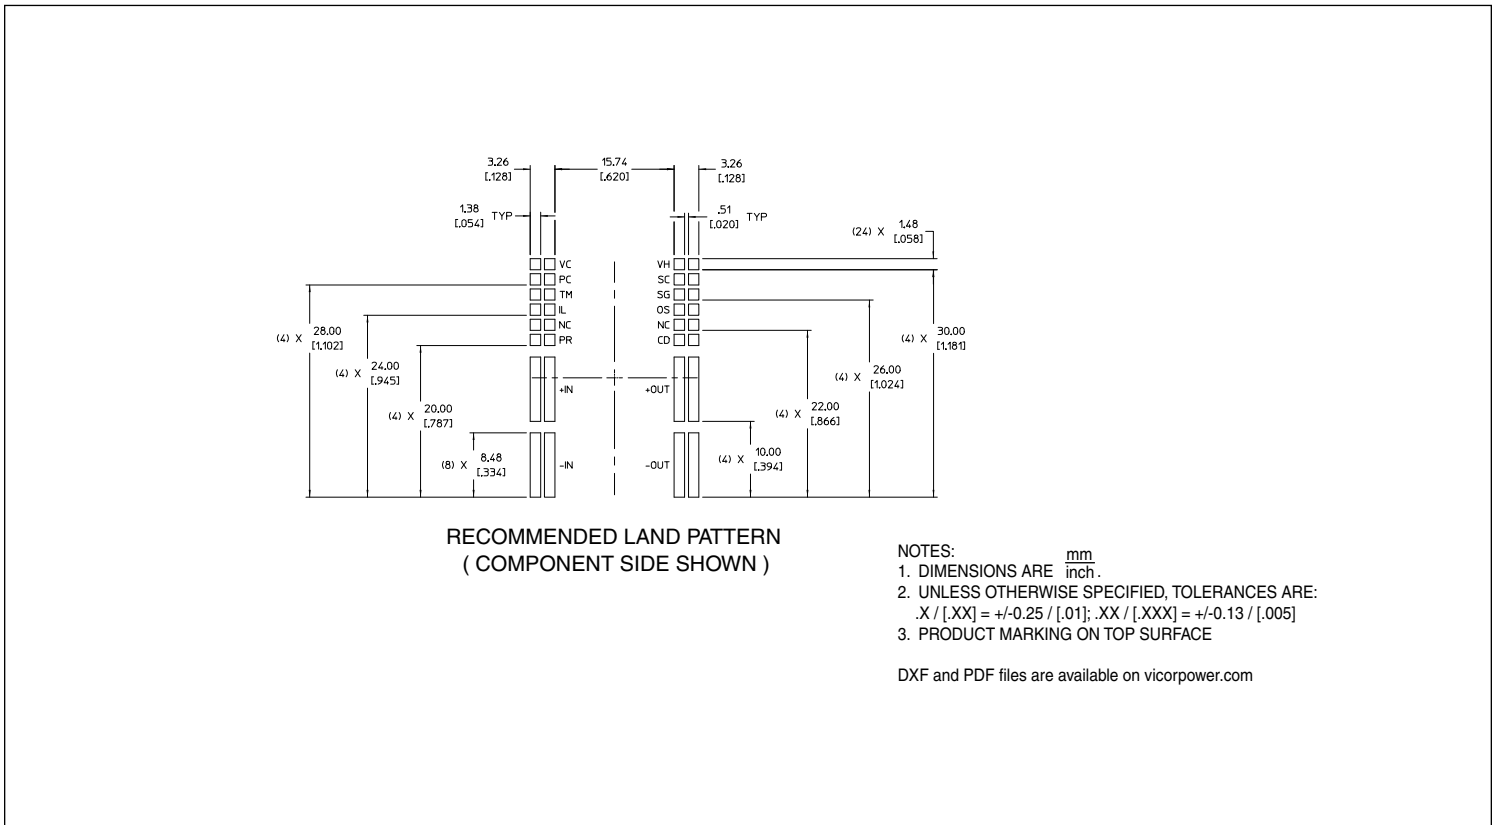 3.26
[.128]
15.74
[.620]
3.26
[.128]
1.38
[.054]
TYP
.51
[.020]
TYP
(24) X
1.48
[.058]
VC
VH
PC
SC
TM
SG
IL
OS
NC
NC
PR
CD
(4) X
28.00
[1.102]
(4) X
30.00
[1.181]
(4) X
24.00
[.945]
(4) X
26.00
[1.024]
+IN
+OUT
(4) X
20.00
[.787]
(4) X
22.00
[.866]
(8) X
8.48
[.334]
-IN
-OUT
(4) X
10.00
[.394]
RECOMMENDED LAND PATTERN
( COMPONENT SIDE SHOWN )
NOTES:
1. DIMENSIONS ARE mm
inch .
2. UNLESS OTHERWISE SPECIFIED, TOLERANCES ARE:
.X / [.XX] = +/-0.25 / [.01]; .XX / [.XXX] = +/-0.13 / [.005]
3. PRODUCT MARKING ON TOP SURFACE
DXF and PDF files are available on vicorpower.com